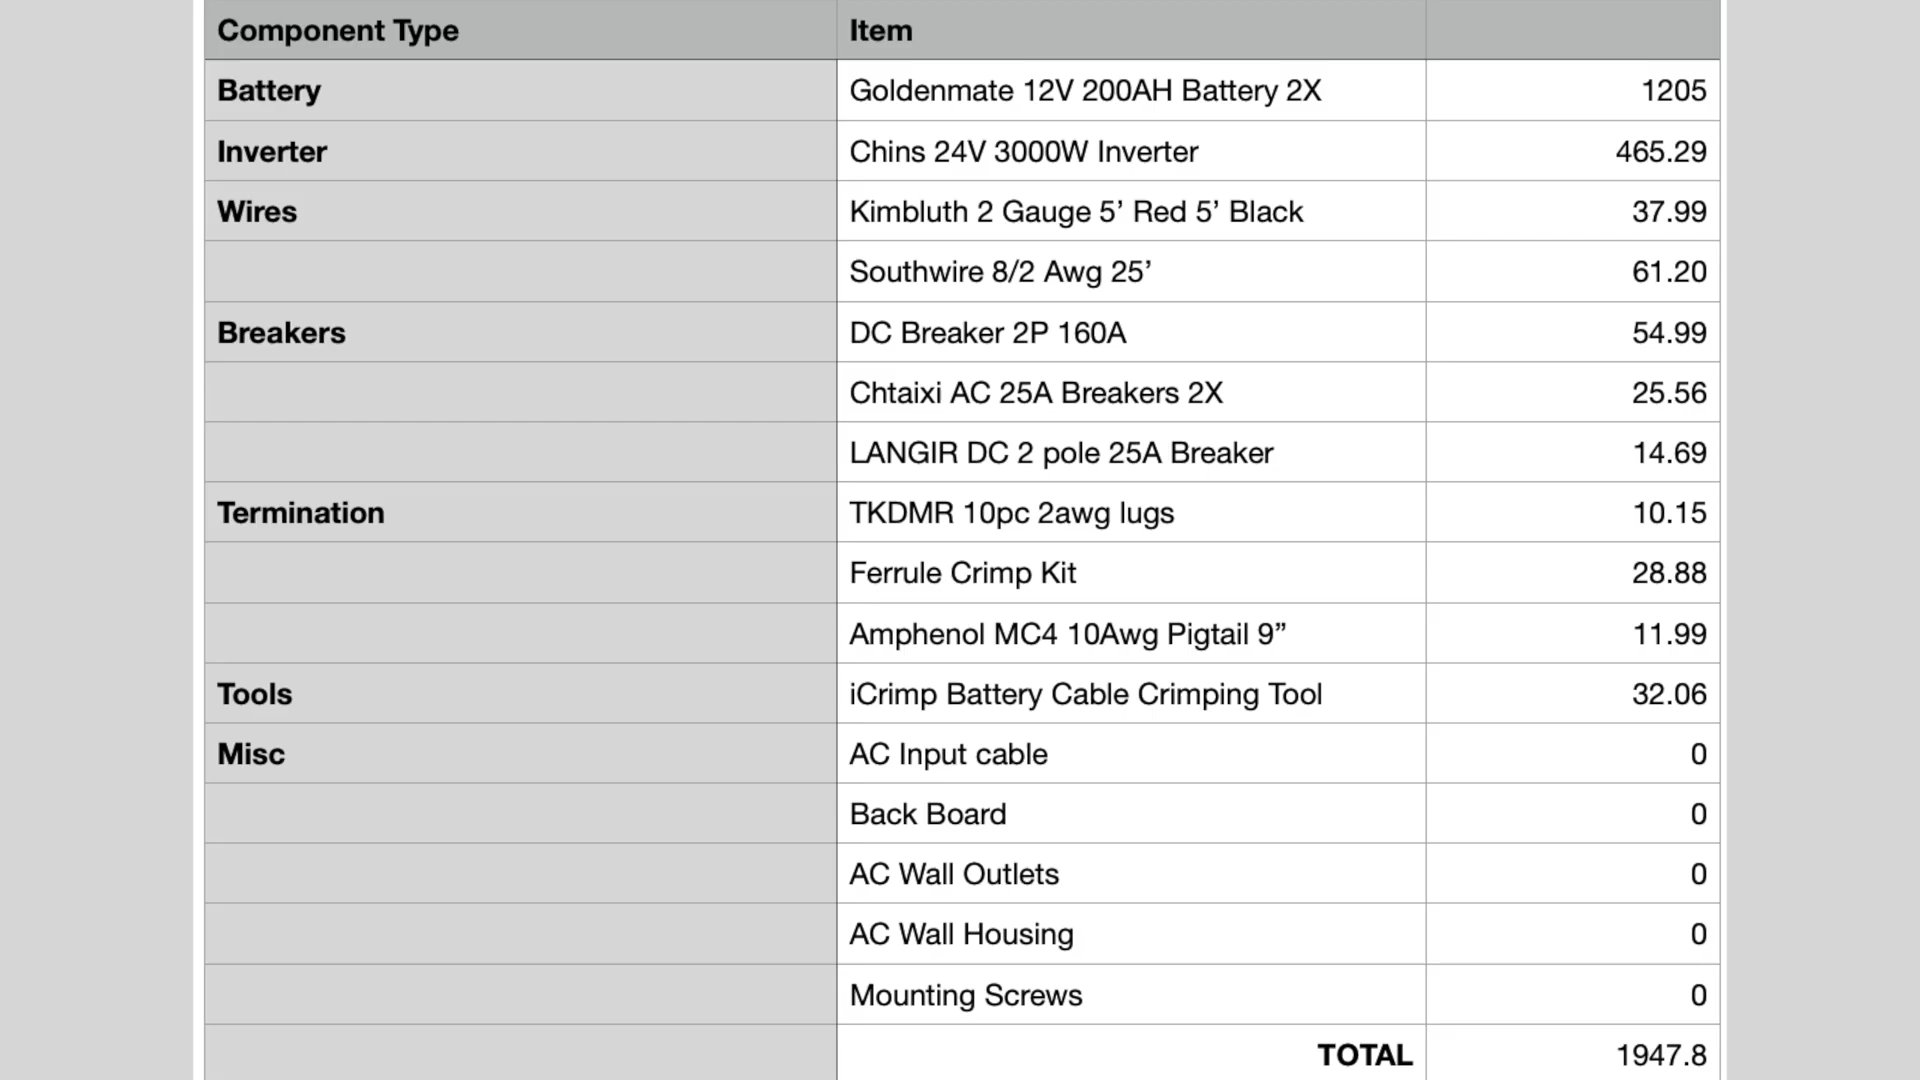 Component Type Item
Battery Goldenmate 12V 200AH Battery 2X 1205
Inverter Chins 24V 3000W Inverter 465.29
Wires Kimbluth 2 Gauge 5’ Red 5’ Black 37.99
Southwire 8/2 Awg 25’ 61.20
Breakers DC Breaker 2P 160A 54.99
Chtaixi AC 25A Breakers 2X 25.56
LANGIR DC 2 pole 25A Breaker 14.69
Termination TKDMR 10pc 2awg lugs 10.15
Ferrule Crimp Kit 28.88
Amphenol MC4 10Awg Pigtail 9” 11.99
Tools iCrimp Battery Cable Crimping Tool 32.06
Misc AC Input cable 0
Back Board 0
AC Wall Outlets 0
AC Wall Housing 0
Mounting Screws 0
TOTAL 1947.8